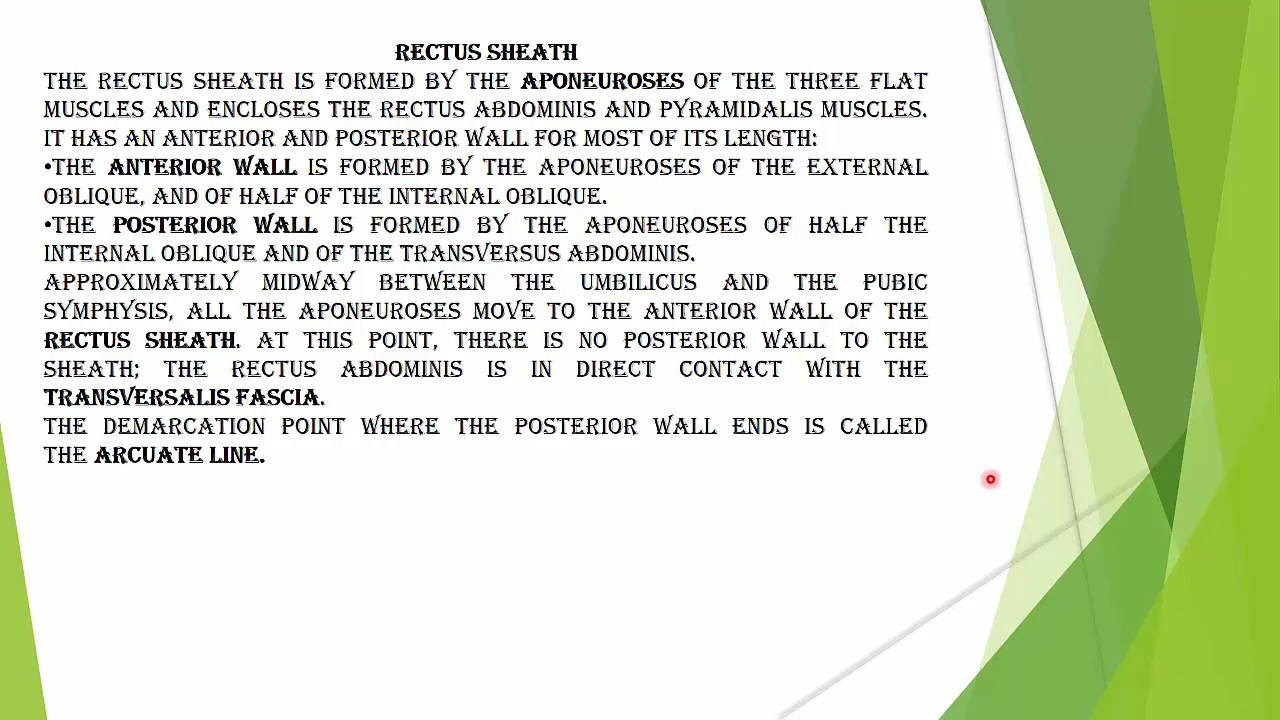 RECTUS SHEATH
THE RECTUS SHEATH IS FORMED BY THE APONEUROSES OF THE THREE FLAT
MUSCLES AND ENCLOSES THE RECTUS ABDOMINIS AND PYRAMIDALIS MUSCLES.
IT HAS AN ANTERIOR AND POSTERIOR WALL FOR MOST OF ITS LENGTH:
•THE ANTERIOR WALL IS FORMED BY THE APONEUROSES OF THE EXTERNAL
OBLIQUE, AND OF HALF OF THE INTERNAL OBLIQUE.
•THE POSTERIOR WALL IS FORMED BY THE APONEUROSES OF HALF THE
INTERNAL OBLIQUE AND OF THE TRANSVERSUS ABDOMINIS.
APPROXIMATELY MIDWAY BETWEEN THE UMBILICUS AND THE PUBIC
SYMPHYSIS, ALL THE APONEUROSES MOVE TO THE ANTERIOR WALL OF THE
RECTUS SHEATH. AT THIS POINT, THERE IS NO POSTERIOR WALL TO THE
SHEATH; THE RECTUS ABDOMINIS IS IN DIRECT CONTACT WITH THE
TRANSVERSALIS FASCIA.
THE DEMARCATION POINT WHERE THE POSTERIOR WALL ENDS IS CALLED
THE ARCUATE LINE.